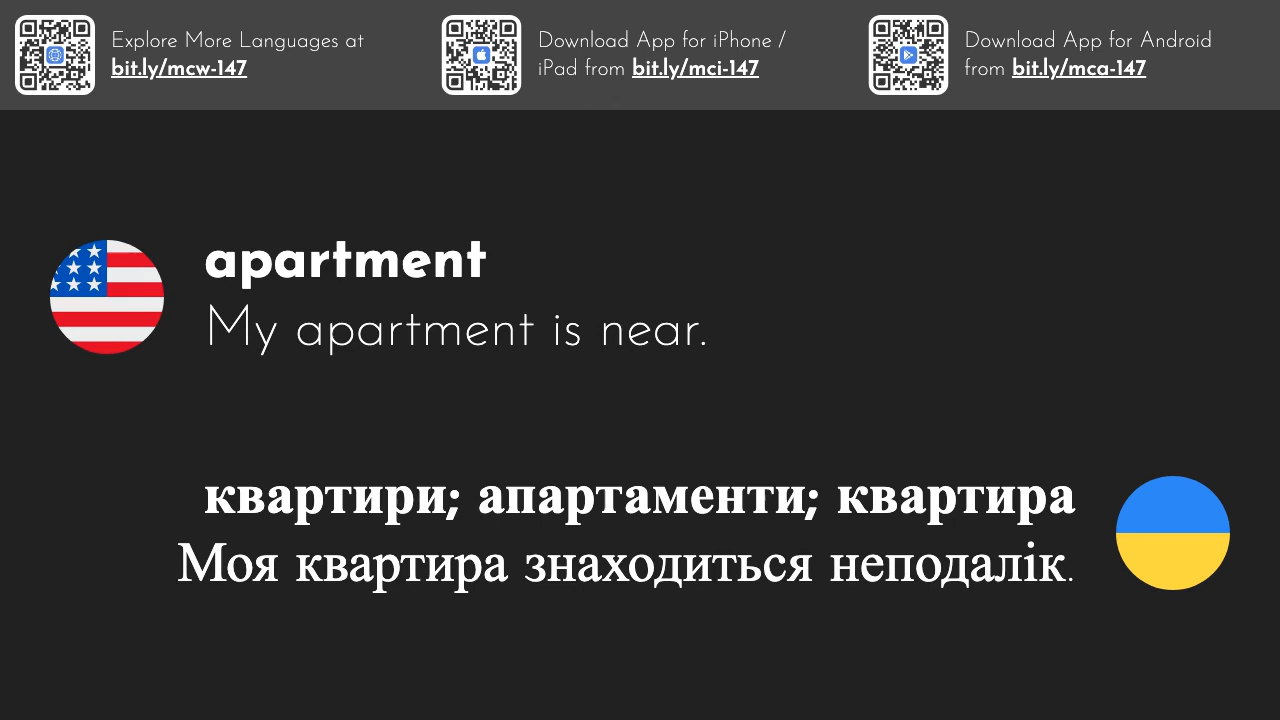 Explore More Languages at
bit.ly/mcw-147
Download App for iPhone /
iPad from bit.ly/mci-147
Download App for Android
from bit.ly/mca-147
apartment
My apartment is near.
квартири; апартаменти; квартира
Моя квартира знаходиться неподалік.